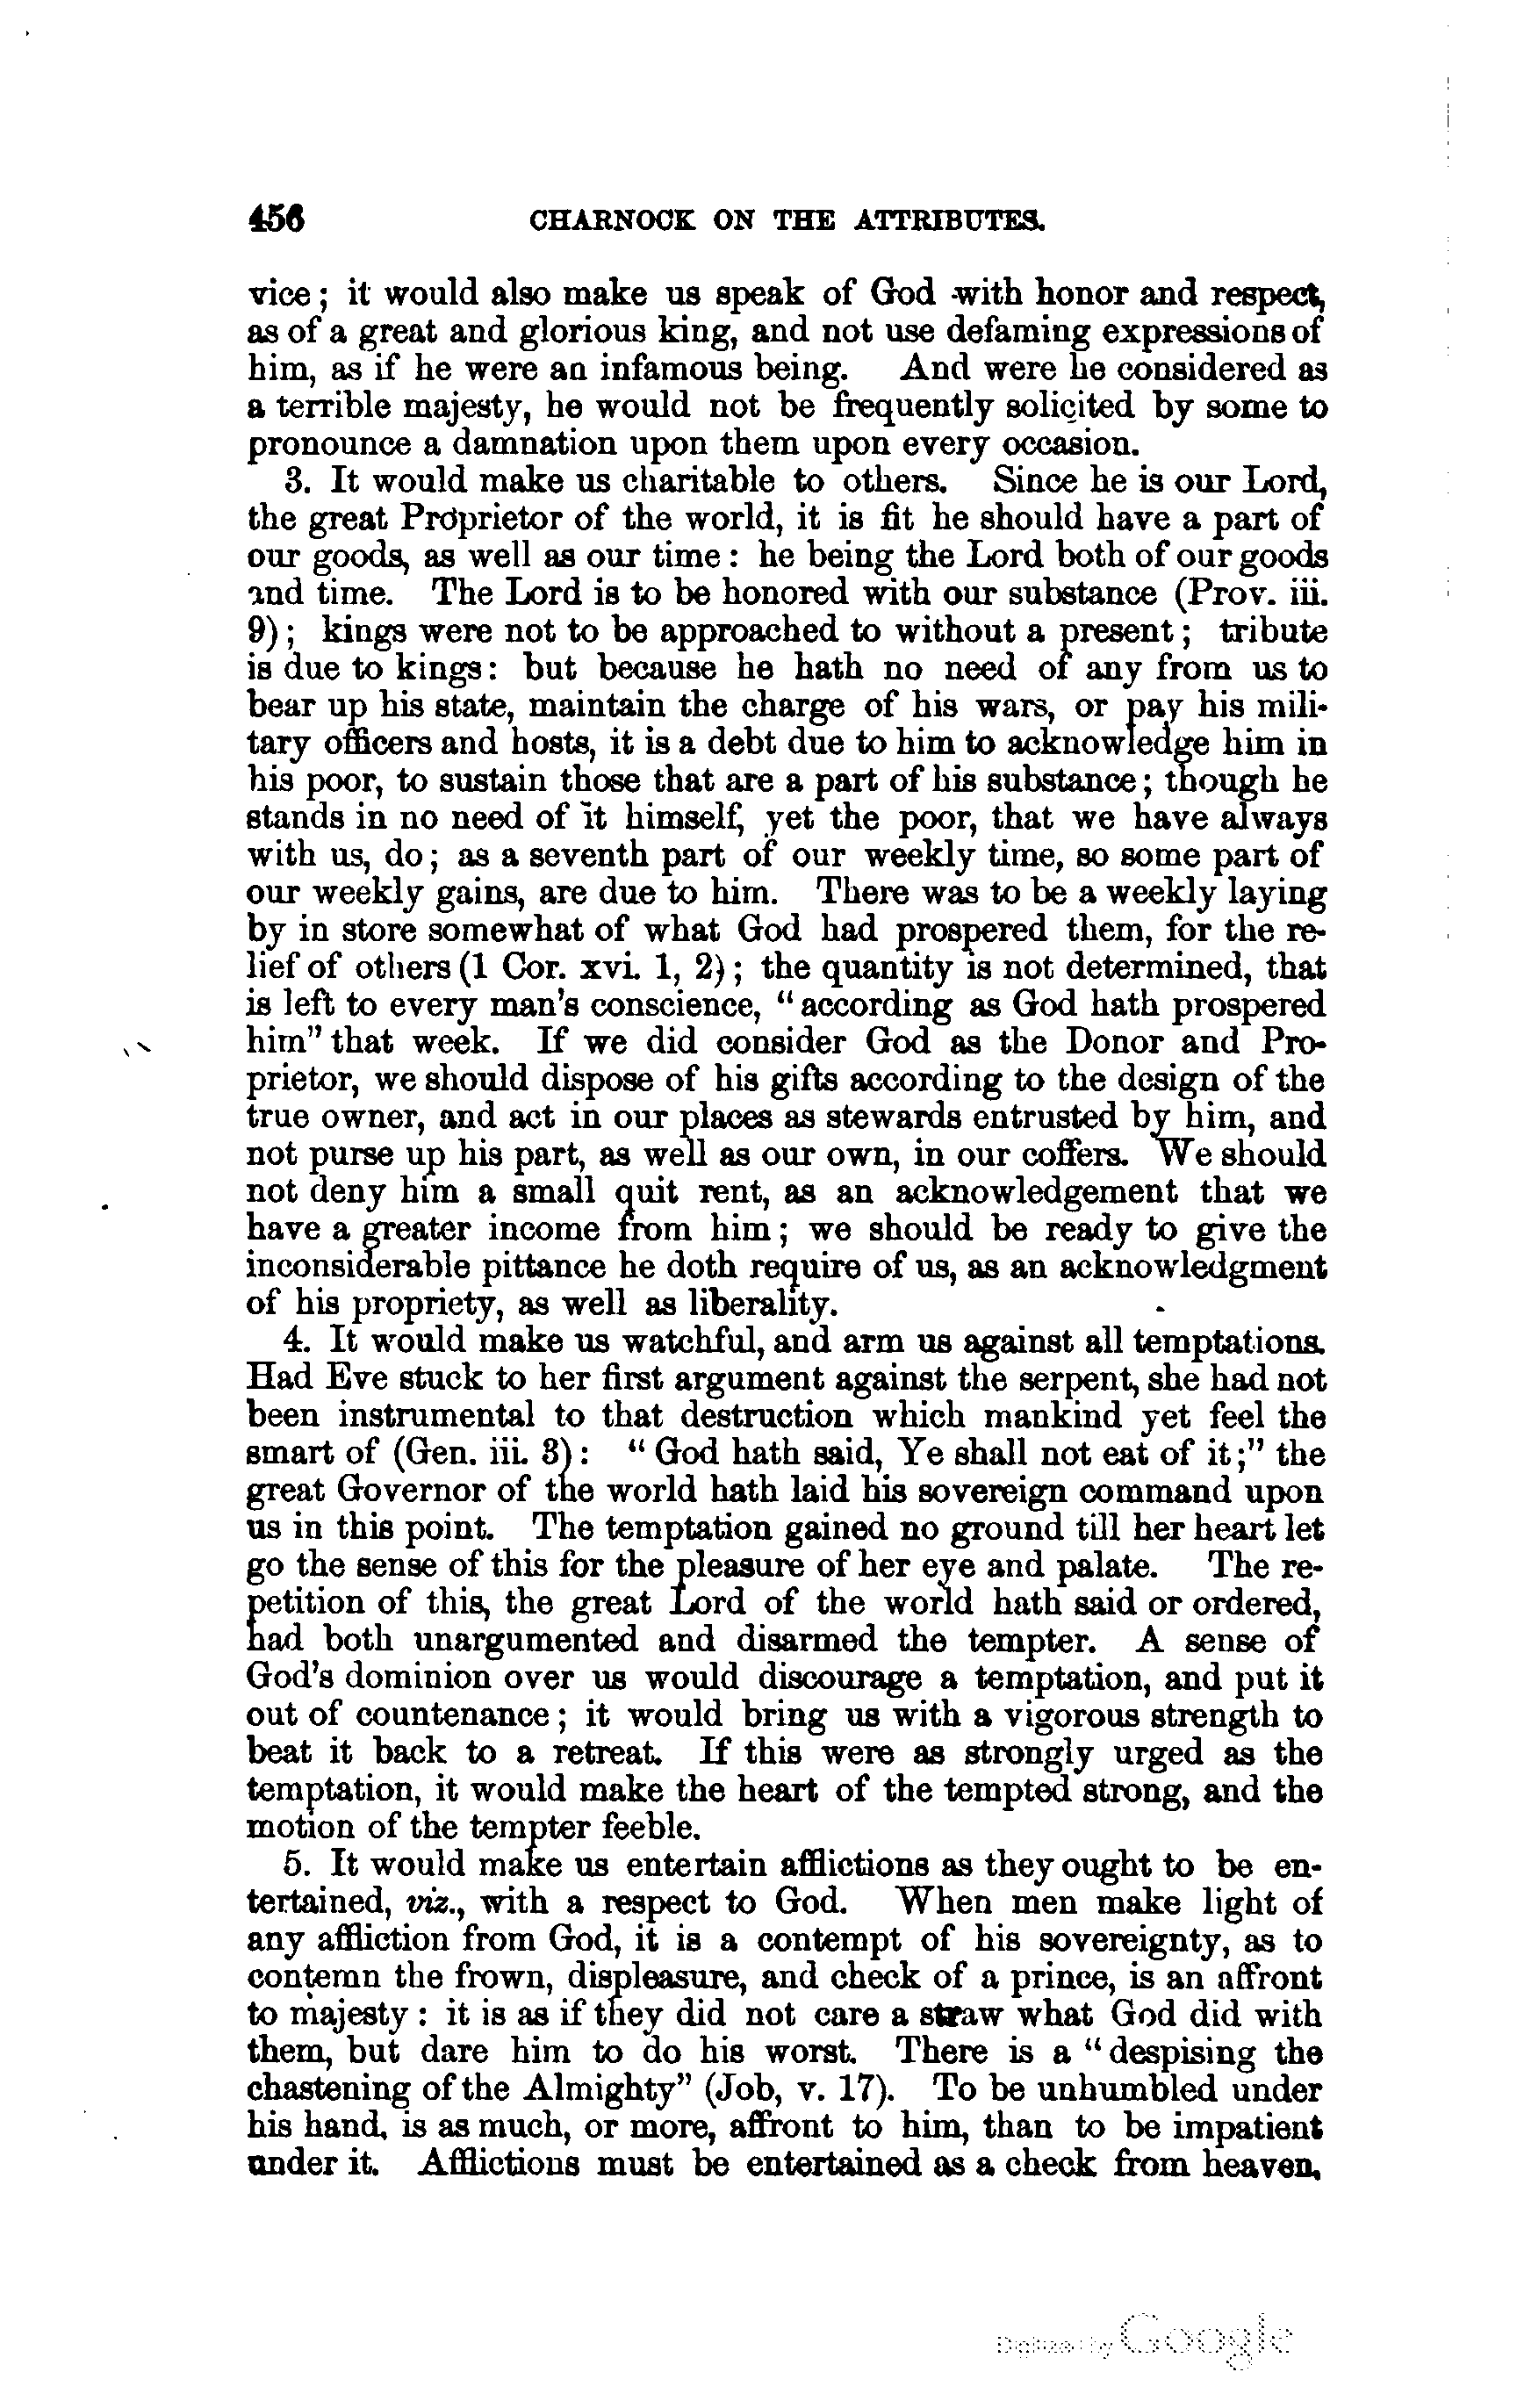 456 CHARNOCK ON THE ATTRIBUTES.
vice; it would also make us speak of God with honor and respect,
as of a great and glorious king, and not use defaming expressions of
him, as if he were an infamous being. And were he considered as
a terrible majesty, he would not be frequently solicited by some to
pronounce a damnation upon them upon every occasion.
3. It would make us charitable to others. Since he is our Lord,
the great Proprietor of the world, it is fit he should have a part of
our goods, as well as our time: he being the Lord both of our goods
and time. The Lord is to be honored with our substance (Prov. iii.
9); kings were not to be approached to without a present; tribute
is due to kings: but because he hath no need of any from us to
bear up his state, maintain the charge of his wars, or pay his mili-
tary officers and hosts, it is a debt due to him to acknowledge him in
his poor, to sustain those that are a part of his substance; though he
stands in no need of it himself, yet the poor, that we have always
with us, do; as a seventh part of our weekly time, so some part of
our weekly gains, are due to him. There was to be a weekly laying
by in store somewhat of what God had prospered them, for the re-
lief of others (1 Cor. xvi. 1, 2); the quantity is not determined, that
is left to every man's conscience, "according as God hath prospered
him" that week. If we did consider God as the Donor and Pro-
prietor, we should dispose of his gifts according to the design of the
true owner, and act in our places as stewards entrusted by him, and
not purse up his part, as well as our own, in our coffers. We should
not deny him a small quit rent, as an acknowledgement that we
have a greater income from him; we should be ready to give the
inconsiderable pittance he doth require of us, as an acknowledgment
of his propriety, as well as liberality.
4. It would make us watchful, and arm us against all temptations.
Had Eve stuck to her first argument against the serpent, she had not
been instrumental to that destruction which mankind yet feel the
smart of (Gen. iii. 3): "God hath said, Ye shall not eat of it;" the
great Governor of the world hath laid his sovereign command upon
us in this point. The temptation gained no ground till her heart let
go the sense of this for the pleasure of her eye and palate. The re-
petition of this, the great Lord of the world hath said or ordered,
had both unargumented and disarmed the tempter. A sense of
God's dominion over us would discourage a temptation, and put it
out of countenance; it would bring us with a vigorous strength to
beat it back to a retreat. If this were as strongly urged as the
temptation, it would make the heart of the tempted strong, and the
motion of the tempter feeble.
5. It would make us entertain afflictions as they ought to be en-
tertained, viz., with a respect to God. When men make light of
any affliction from God, it is a contempt of his sovereignty, as to
contemn the frown, displeasure, and check of a prince, is an affront
to majesty: it is as if they did not care a straw what God did with
them, but dare him to do his worst. There is a "despising the
chastening of the Almighty" (Job, v. 17). To be unhumbled under
his hand, is as much, or more, affront to him, than to be impatient
under it. Afflictions must be entertained as a check from heaven,
Digitized by Google